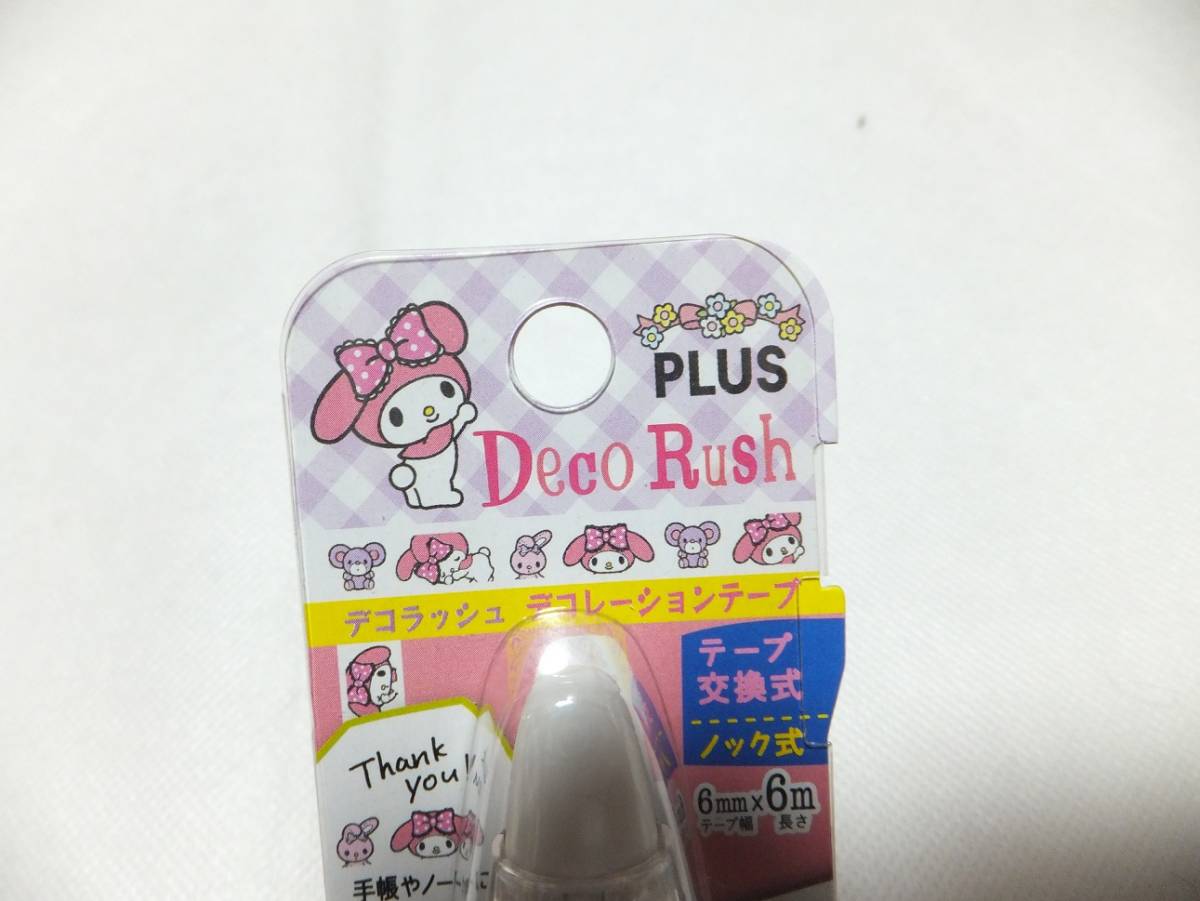 PLUS
Deco Rush
デコラッシュ デコレーションテープ
テープ
交換式
ノック式
Thank
you!
6mm×6m
テープ幅 長さ
手帳やノートに